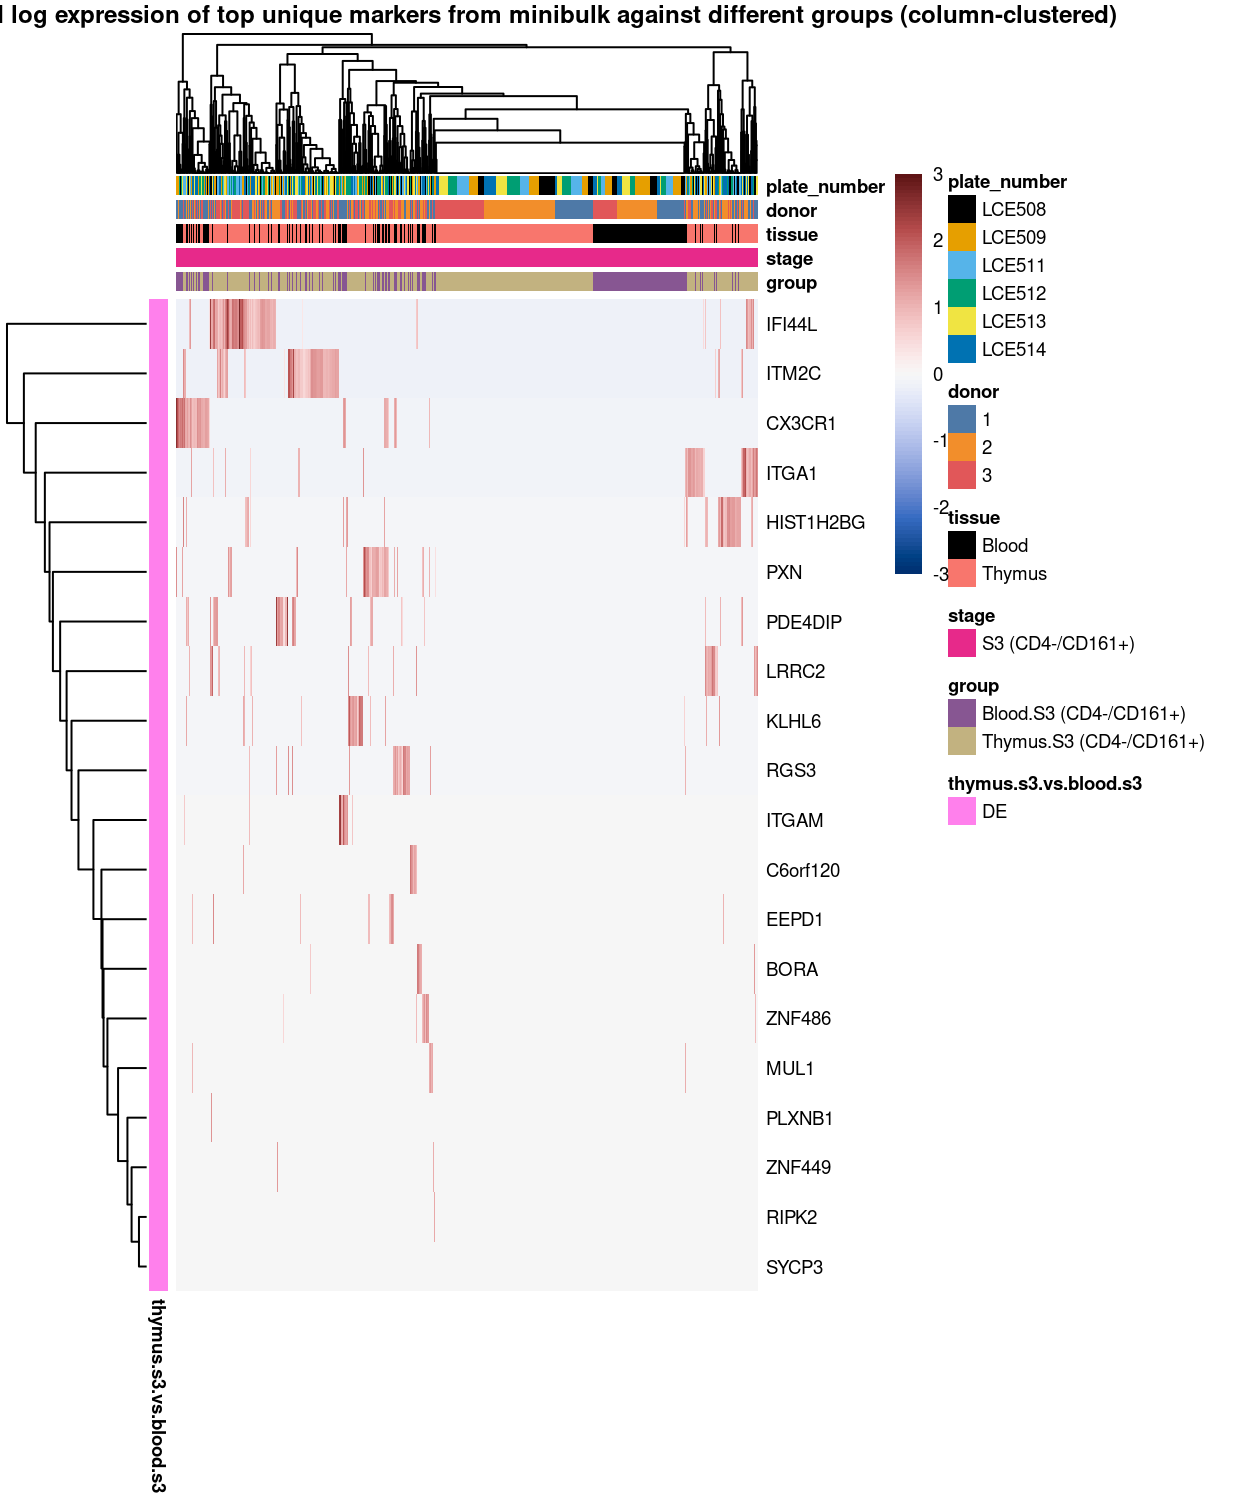 log expression of top unique markers from minibulk against different groups (column-clustered)
plate_number
donor
tissue
stage
group
IFI44L
ITM2C
CX3CR1
ITGA1
HIST1H2BG
PXN
PDE4DIP
LRRC2
KLHL6
RGS3
ITGAM
C6orf120
EEPD1
BORA
ZNF486
MUL1
PLXNB1
ZNF449
RIPK2
SYCP3
thymus.s3.vs.blood.s3
3
2
1
0
-1
-2
-3
plate_number
LCE508
LCE509
LCE511
LCE512
LCE513
LCE514
donor
1
2
3
tissue
Blood
Thymus
stage
S3 (CD4-/CD161+)
group
Blood.S3 (CD4-/CD161+)
Thymus.S3 (CD4-/CD161+)
thymus.s3.vs.blood.s3
DE